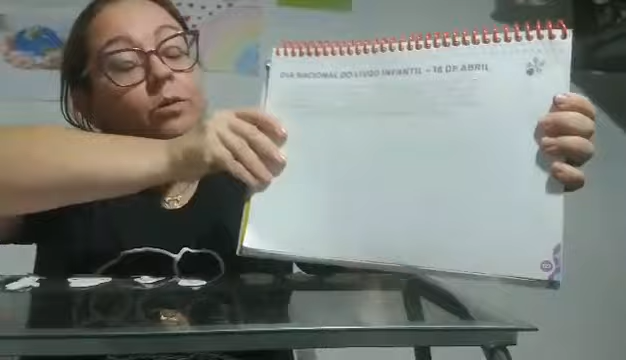 DIA NACIONAL DO LIVRO INFANTIL – 18 DE ABRIL